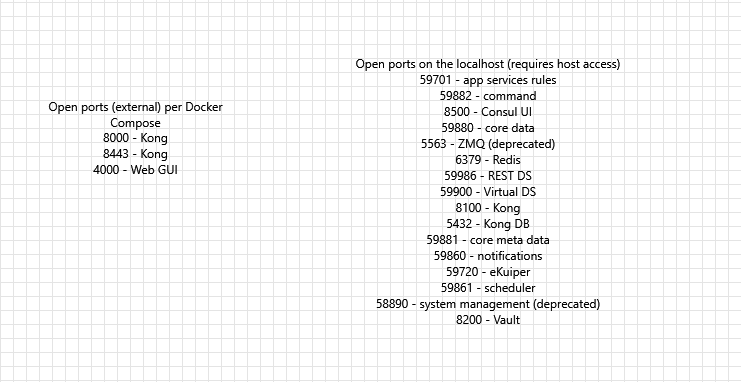 Open ports (external) per Docker
Compose
8000 - Kong
8443 - Kong
4000 - Web GUI
Open ports on the localhost (requires host access)
59701 - app services rules
59882 - command
8500 - Consul UI
59880 - core data
5563 - ZMQ (deprecated)
6379 - Redis
59986 - REST DS
59900 - Virtual DS
8100 - Kong
5432 - Kong DB
59881 - core meta data
59860 - notifications
59720 - eKuiper
59861 - scheduler
58890 - system management (deprecated)
8200 - Vault